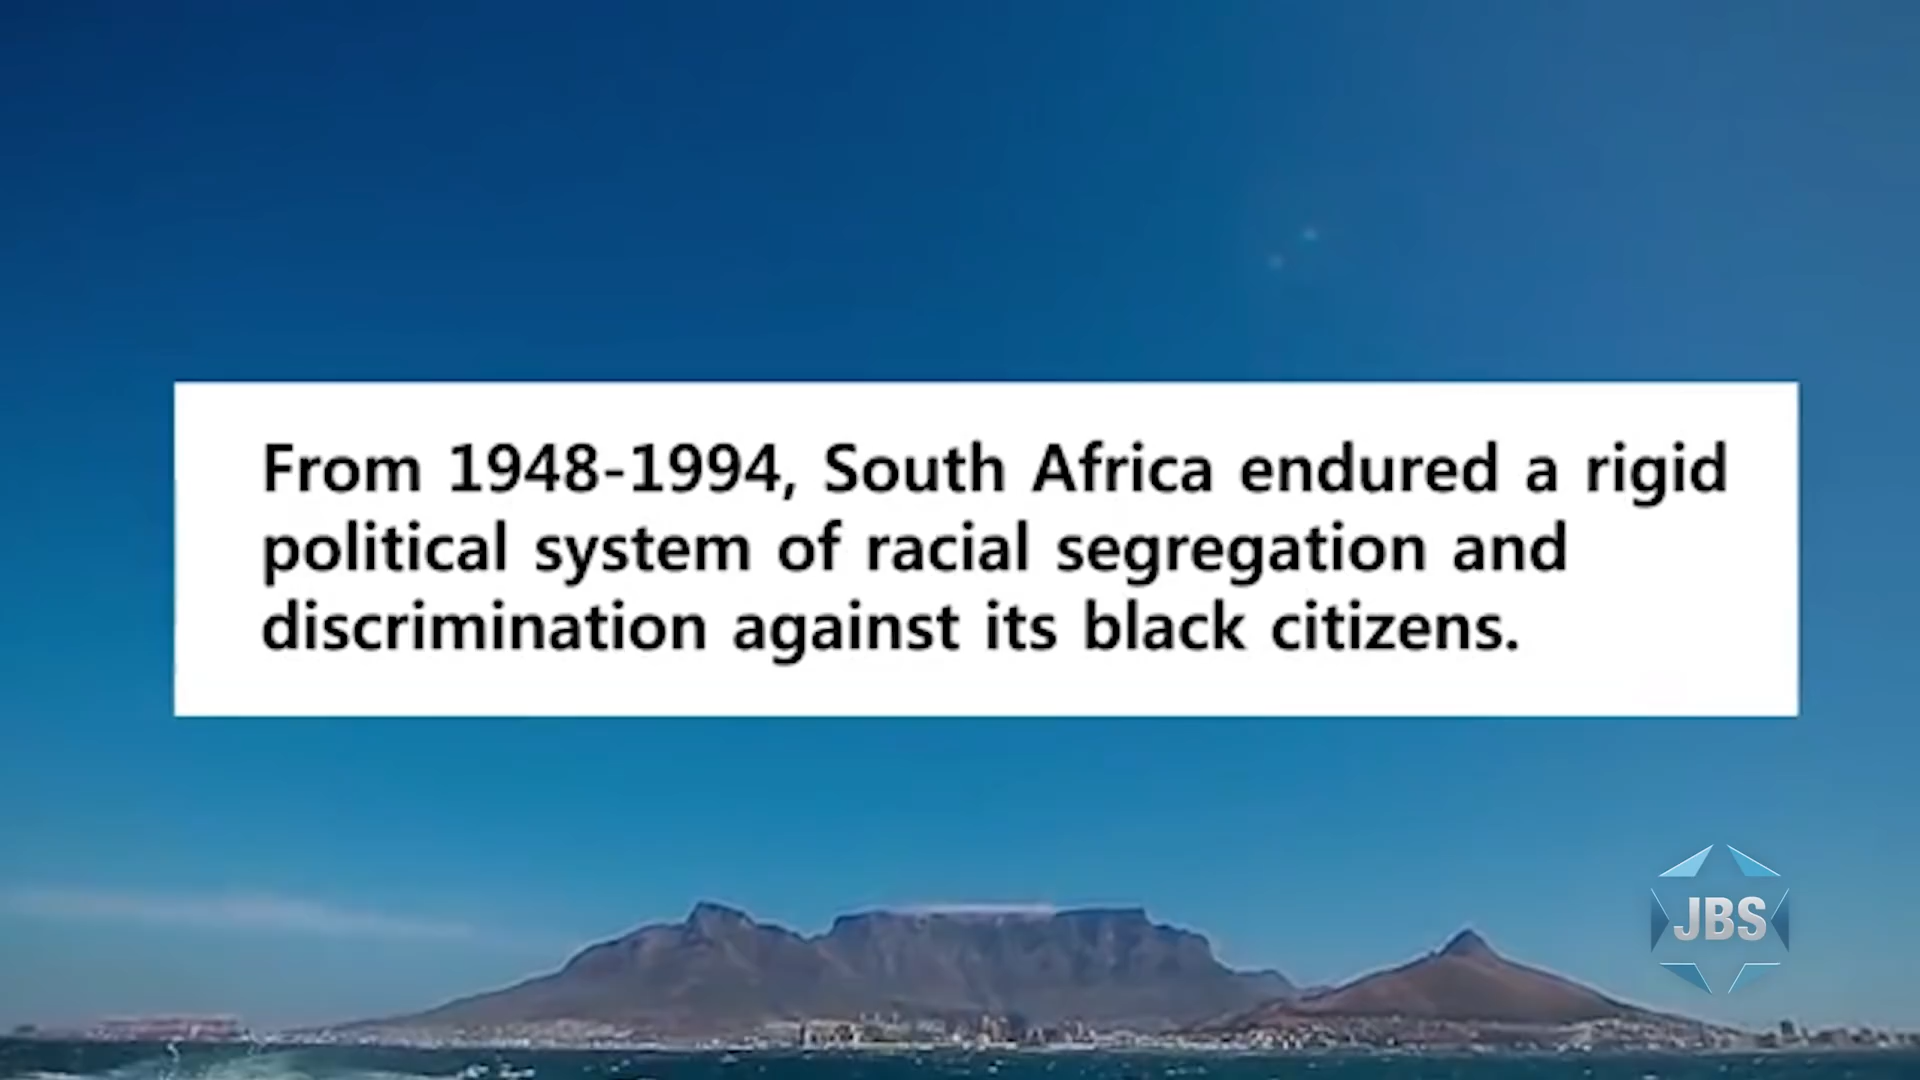 From 1948-1994, South Africa endured a rigid
political system of racial segregation and
discrimination against its black citizens.
JBS